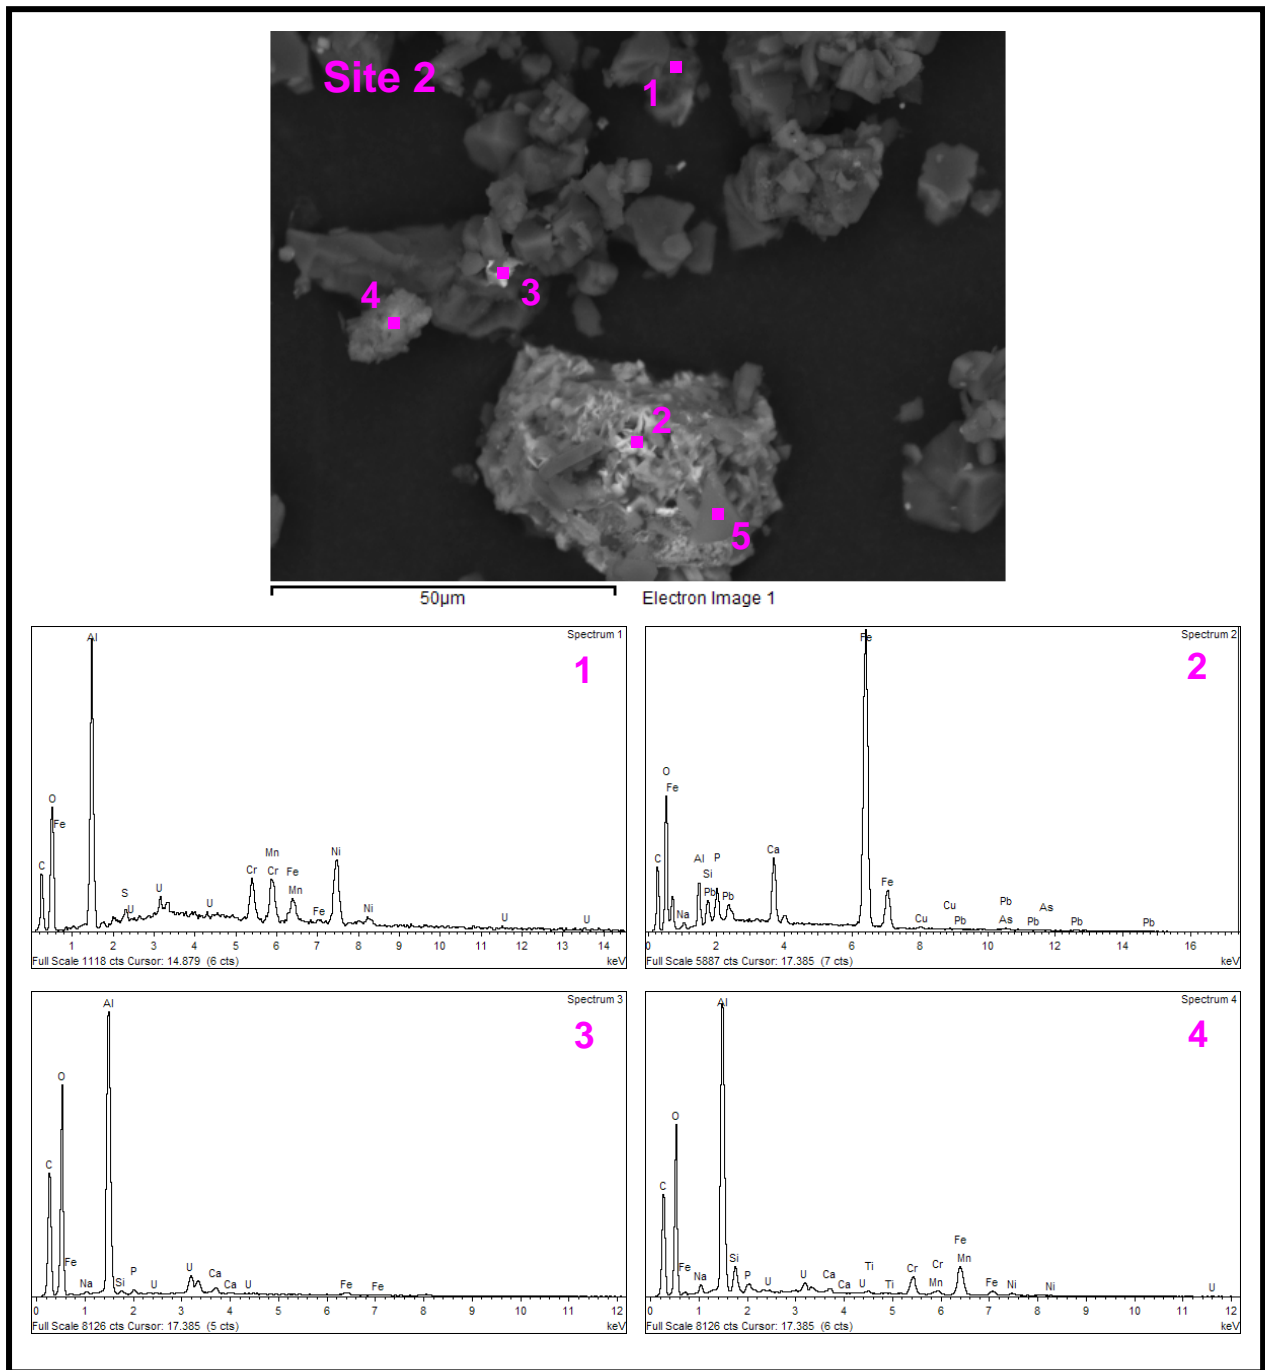 Site 2
1
3
4
2
5
50µm
Electron Image 1
Spectrum 1
1
Al
O
Fe
C
Mn
Ni
Cr
Cr
Fe
Mn
S
U
U
U
Fe
Ni
U
U
1 2 3 4 5 6 7 8 9 10 11 12 13 14
Full Scale 1118 cts Cursor: 14.879 (6 cts)
keV
Spectrum 2
2
Fe
O
Fe
C
Al
P
Si
Pb
Pb
Na
Ca
Fe
Cu
Cu
Pb
Pb
As
As
Pb
Pb
Pb
0 2 4 6 8 10 12 14 16
Full Scale 5887 cts Cursor: 17.385 (7 cts)
keV
Spectrum 3
3
Al
O
C
Fe
Na
Si
P
U
U
Ca
Ca
U
Fe
Fe
0 1 2 3 4 5 6 7 8 9 10 11 12
Full Scale 8126 cts Cursor: 17.385 (5 cts)
keV
Spectrum 4
4
Al
O
C
Fe
Na
Si
P
U
U
Ca
Ca
Ti
U
Ti
Cr
Cr
Mn
Fe
Mn
Fe
Ni
Ni
U
0 1 2 3 4 5 6 7 8 9 10 11 12
Full Scale 8126 cts Cursor: 17.385 (6 cts)
keV